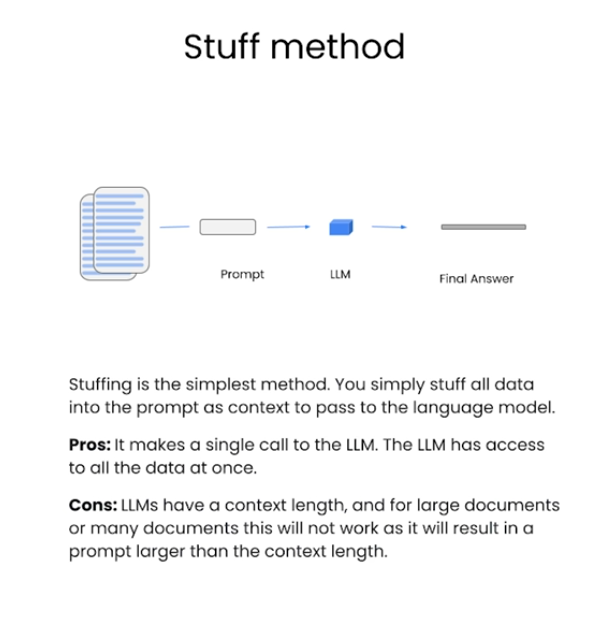 Stuff method
Prompt
LLM
Final Answer
Stuffing is the simplest method. You simply stuff all data
into the prompt as context to pass to the language model.
Pros: It makes a single call to the LLM. The LLM has access
to all the data at once.
Cons: LLMs have a context length, and for large documents
or many documents this will not work as it will result in a
prompt larger than the context length.